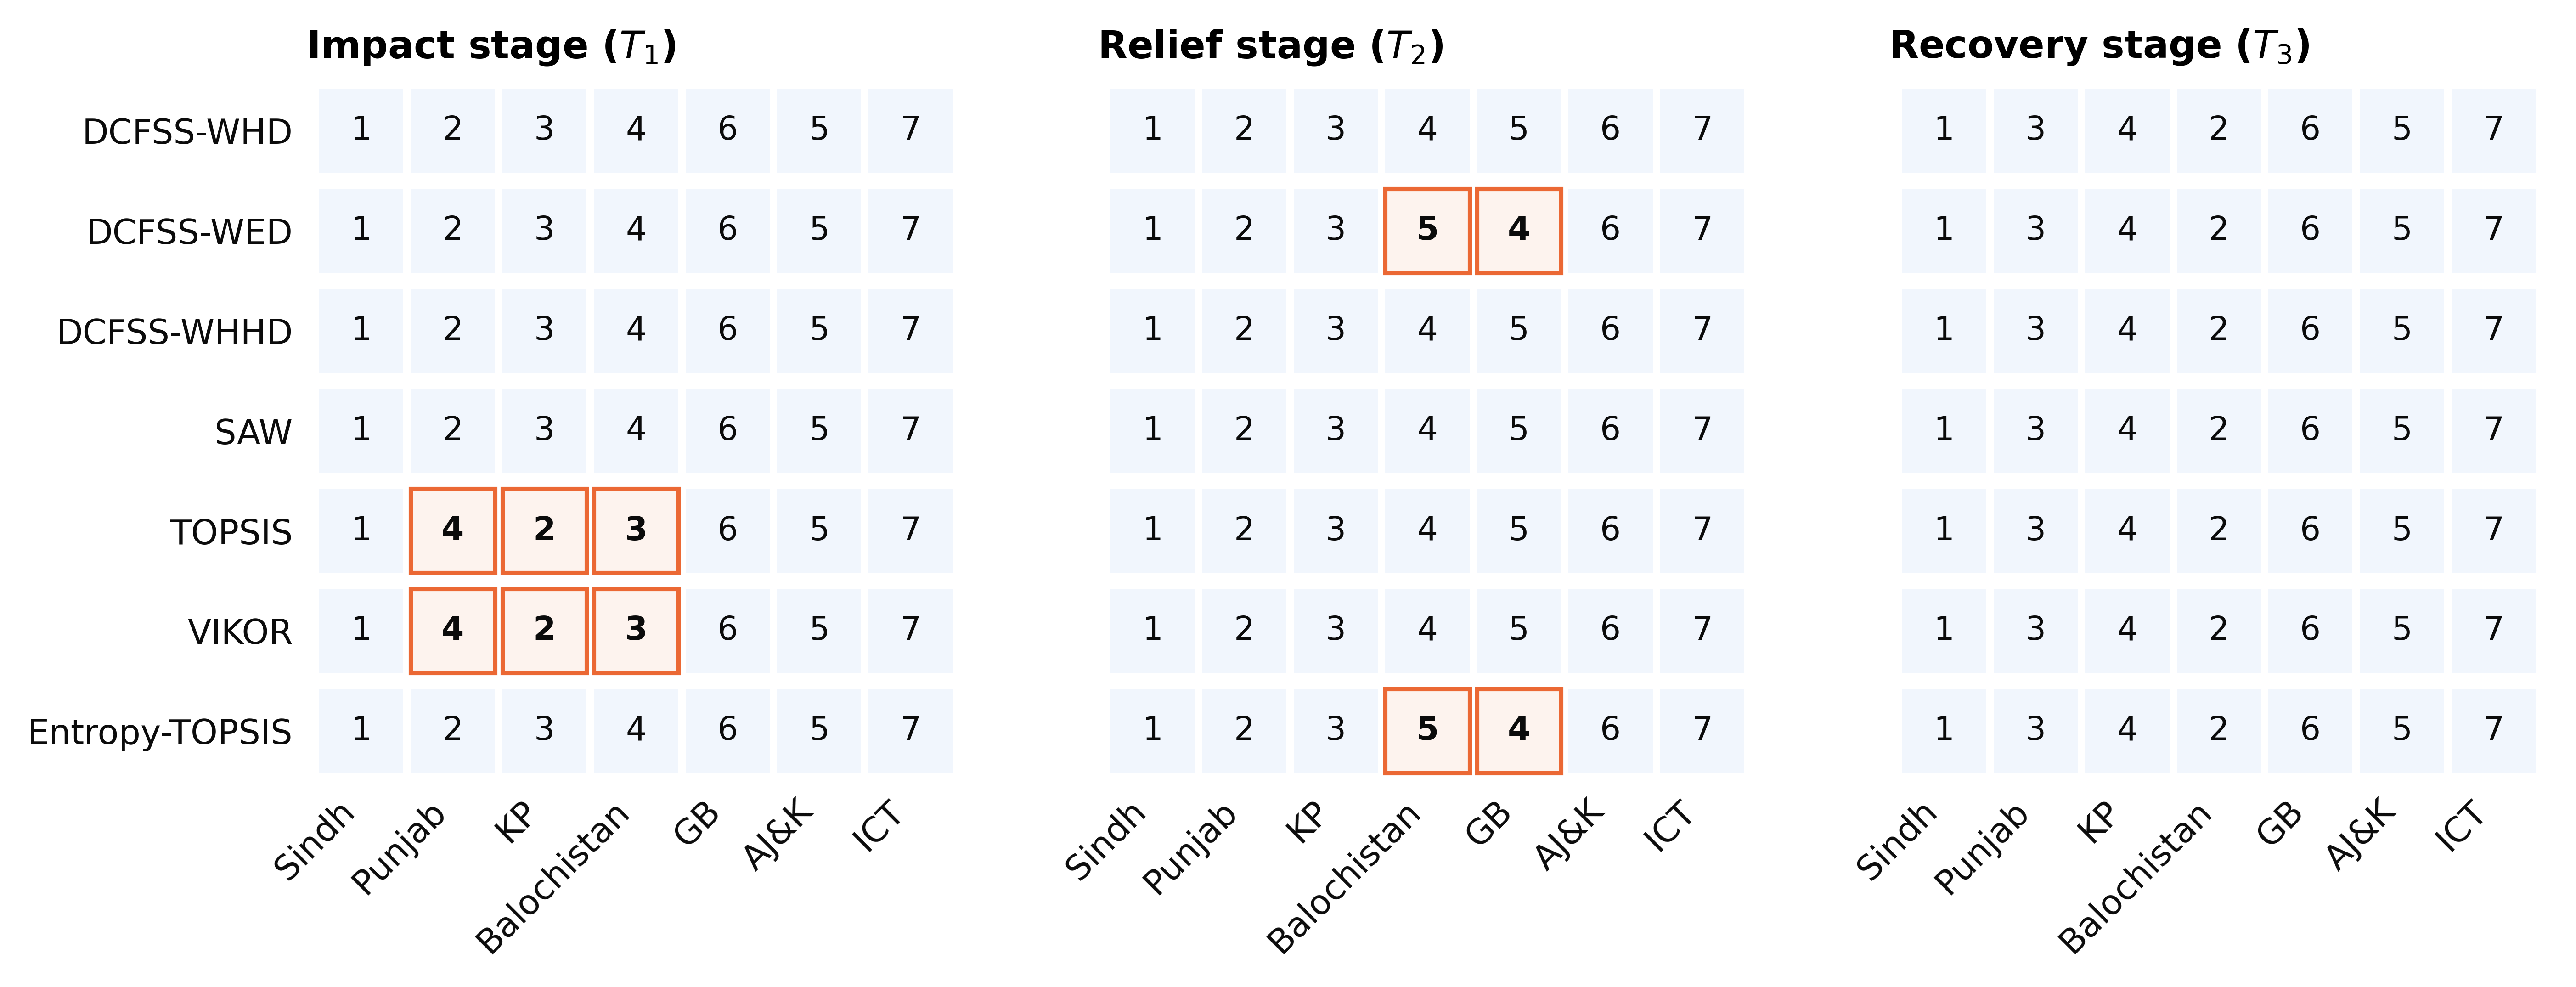 Impact stage (T₁) Relief stage (T₂) Recovery stage (T₃)
DCFSS-WHD 1 2 3 4 6 5 7 1 2 3 4 5 6 7 1 3 4 2 6 5 7
DCFSS-WED 1 2 3 4 6 5 7 1 2 3 5 4 6 7 1 3 4 2 6 5 7
DCFSS-WHHD 1 2 3 4 6 5 7 1 2 3 4 5 6 7 1 3 4 2 6 5 7
SAW 1 2 3 4 6 5 7 1 2 3 4 5 6 7 1 3 4 2 6 5 7
TOPSIS 1 4 2 3 6 5 7 1 2 3 4 5 6 7 1 3 4 2 6 5 7
VIKOR 1 4 2 3 6 5 7 1 2 3 4 5 6 7 1 3 4 2 6 5 7
Entropy-TOPSIS 1 2 3 4 6 5 7 1 2 3 5 4 6 7 1 3 4 2 6 5 7
Sindh Punjab KP Balochistan GB AJ&K ICT Sindh Punjab KP Balochistan GB AJ&K ICT Sindh Punjab KP Balochistan GB AJ&K ICT